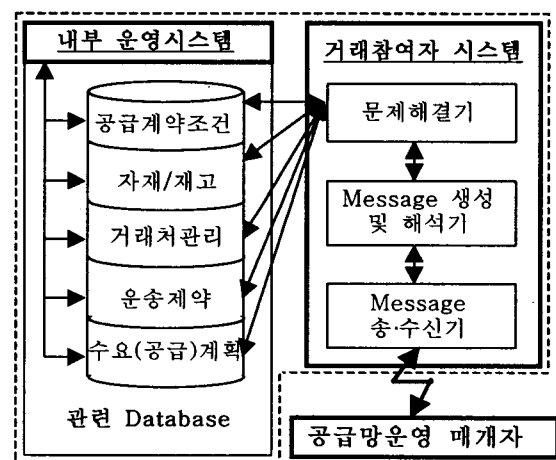 내부 운영시스템
공급계약조건
자재/재고
거래처관리
운송제약
수요(공급)계획
관련 Database
거래참여자 시스템
문제해결기
Message 생성
및 해석기
Message
송·수신기
공급망운영 매개자